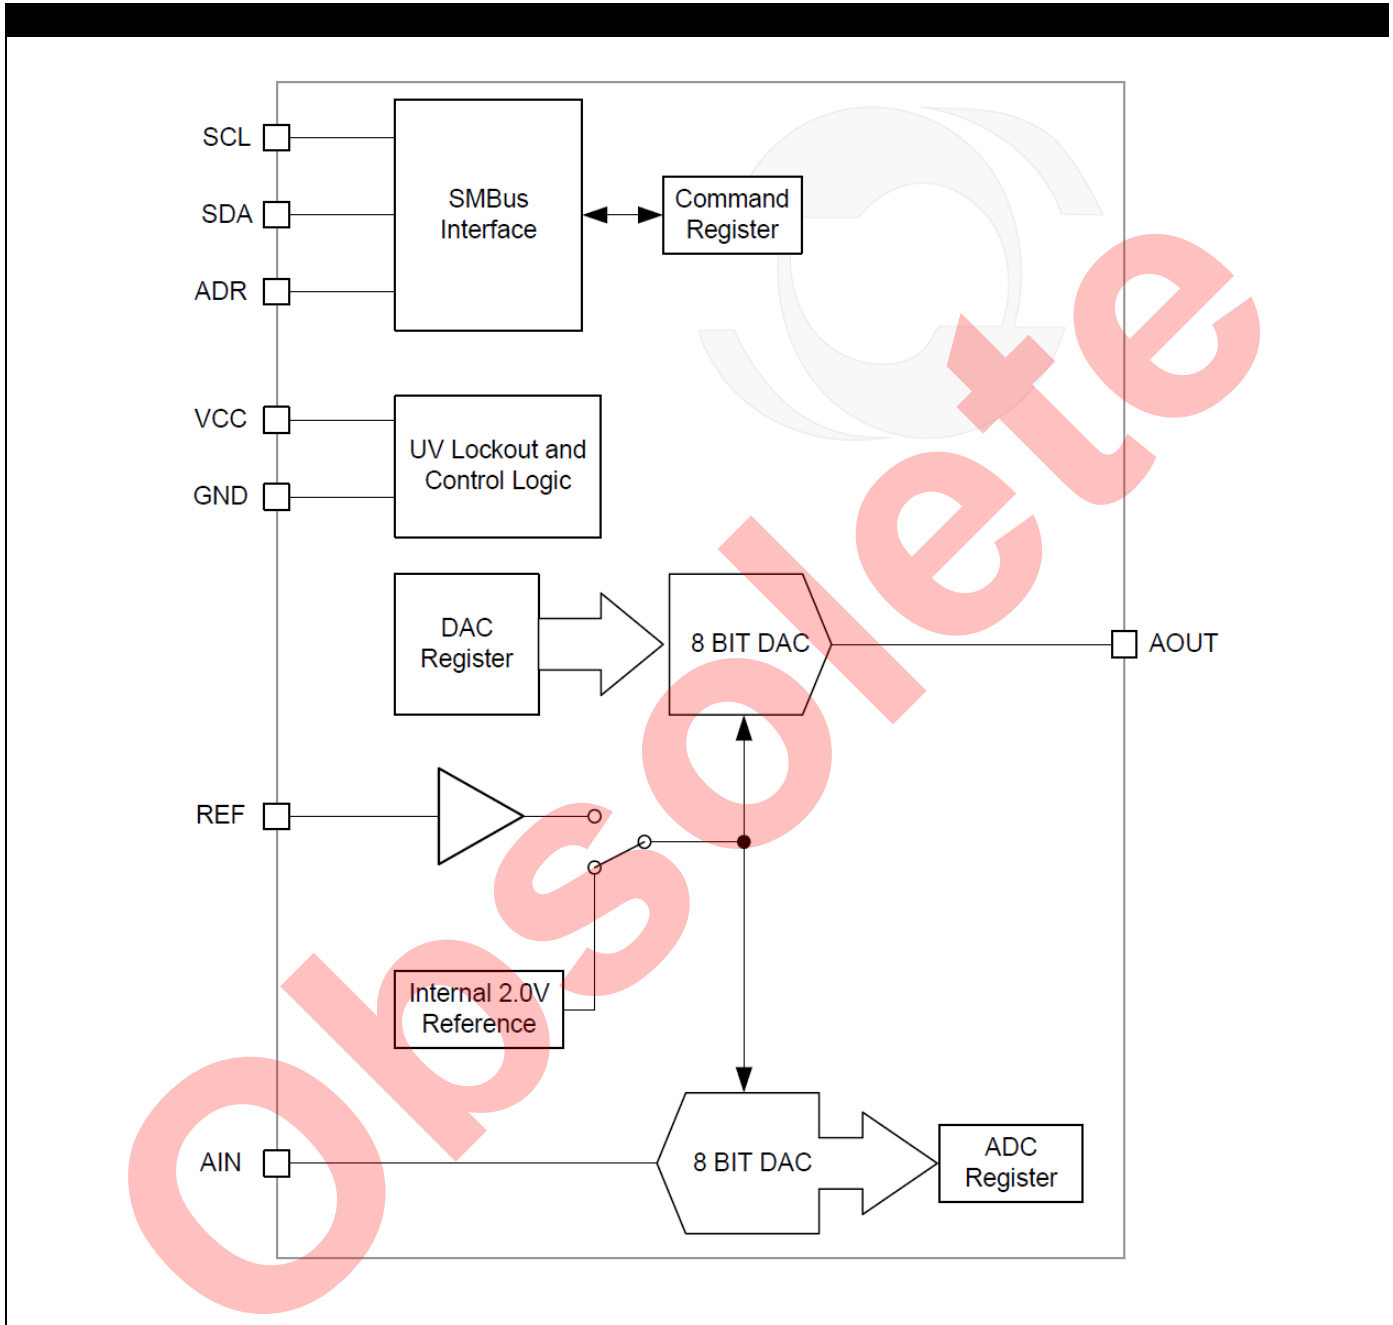 SCL
SDA
ADR
SMBus
Interface
Command
Register
VCC
GND
UV Lockout and
Control Logic
DAC
Register
8 BIT DAC
AOUT
REF
Internal 2.0V
Reference
AIN
8 BIT DAC
ADC
Register
Obsolete